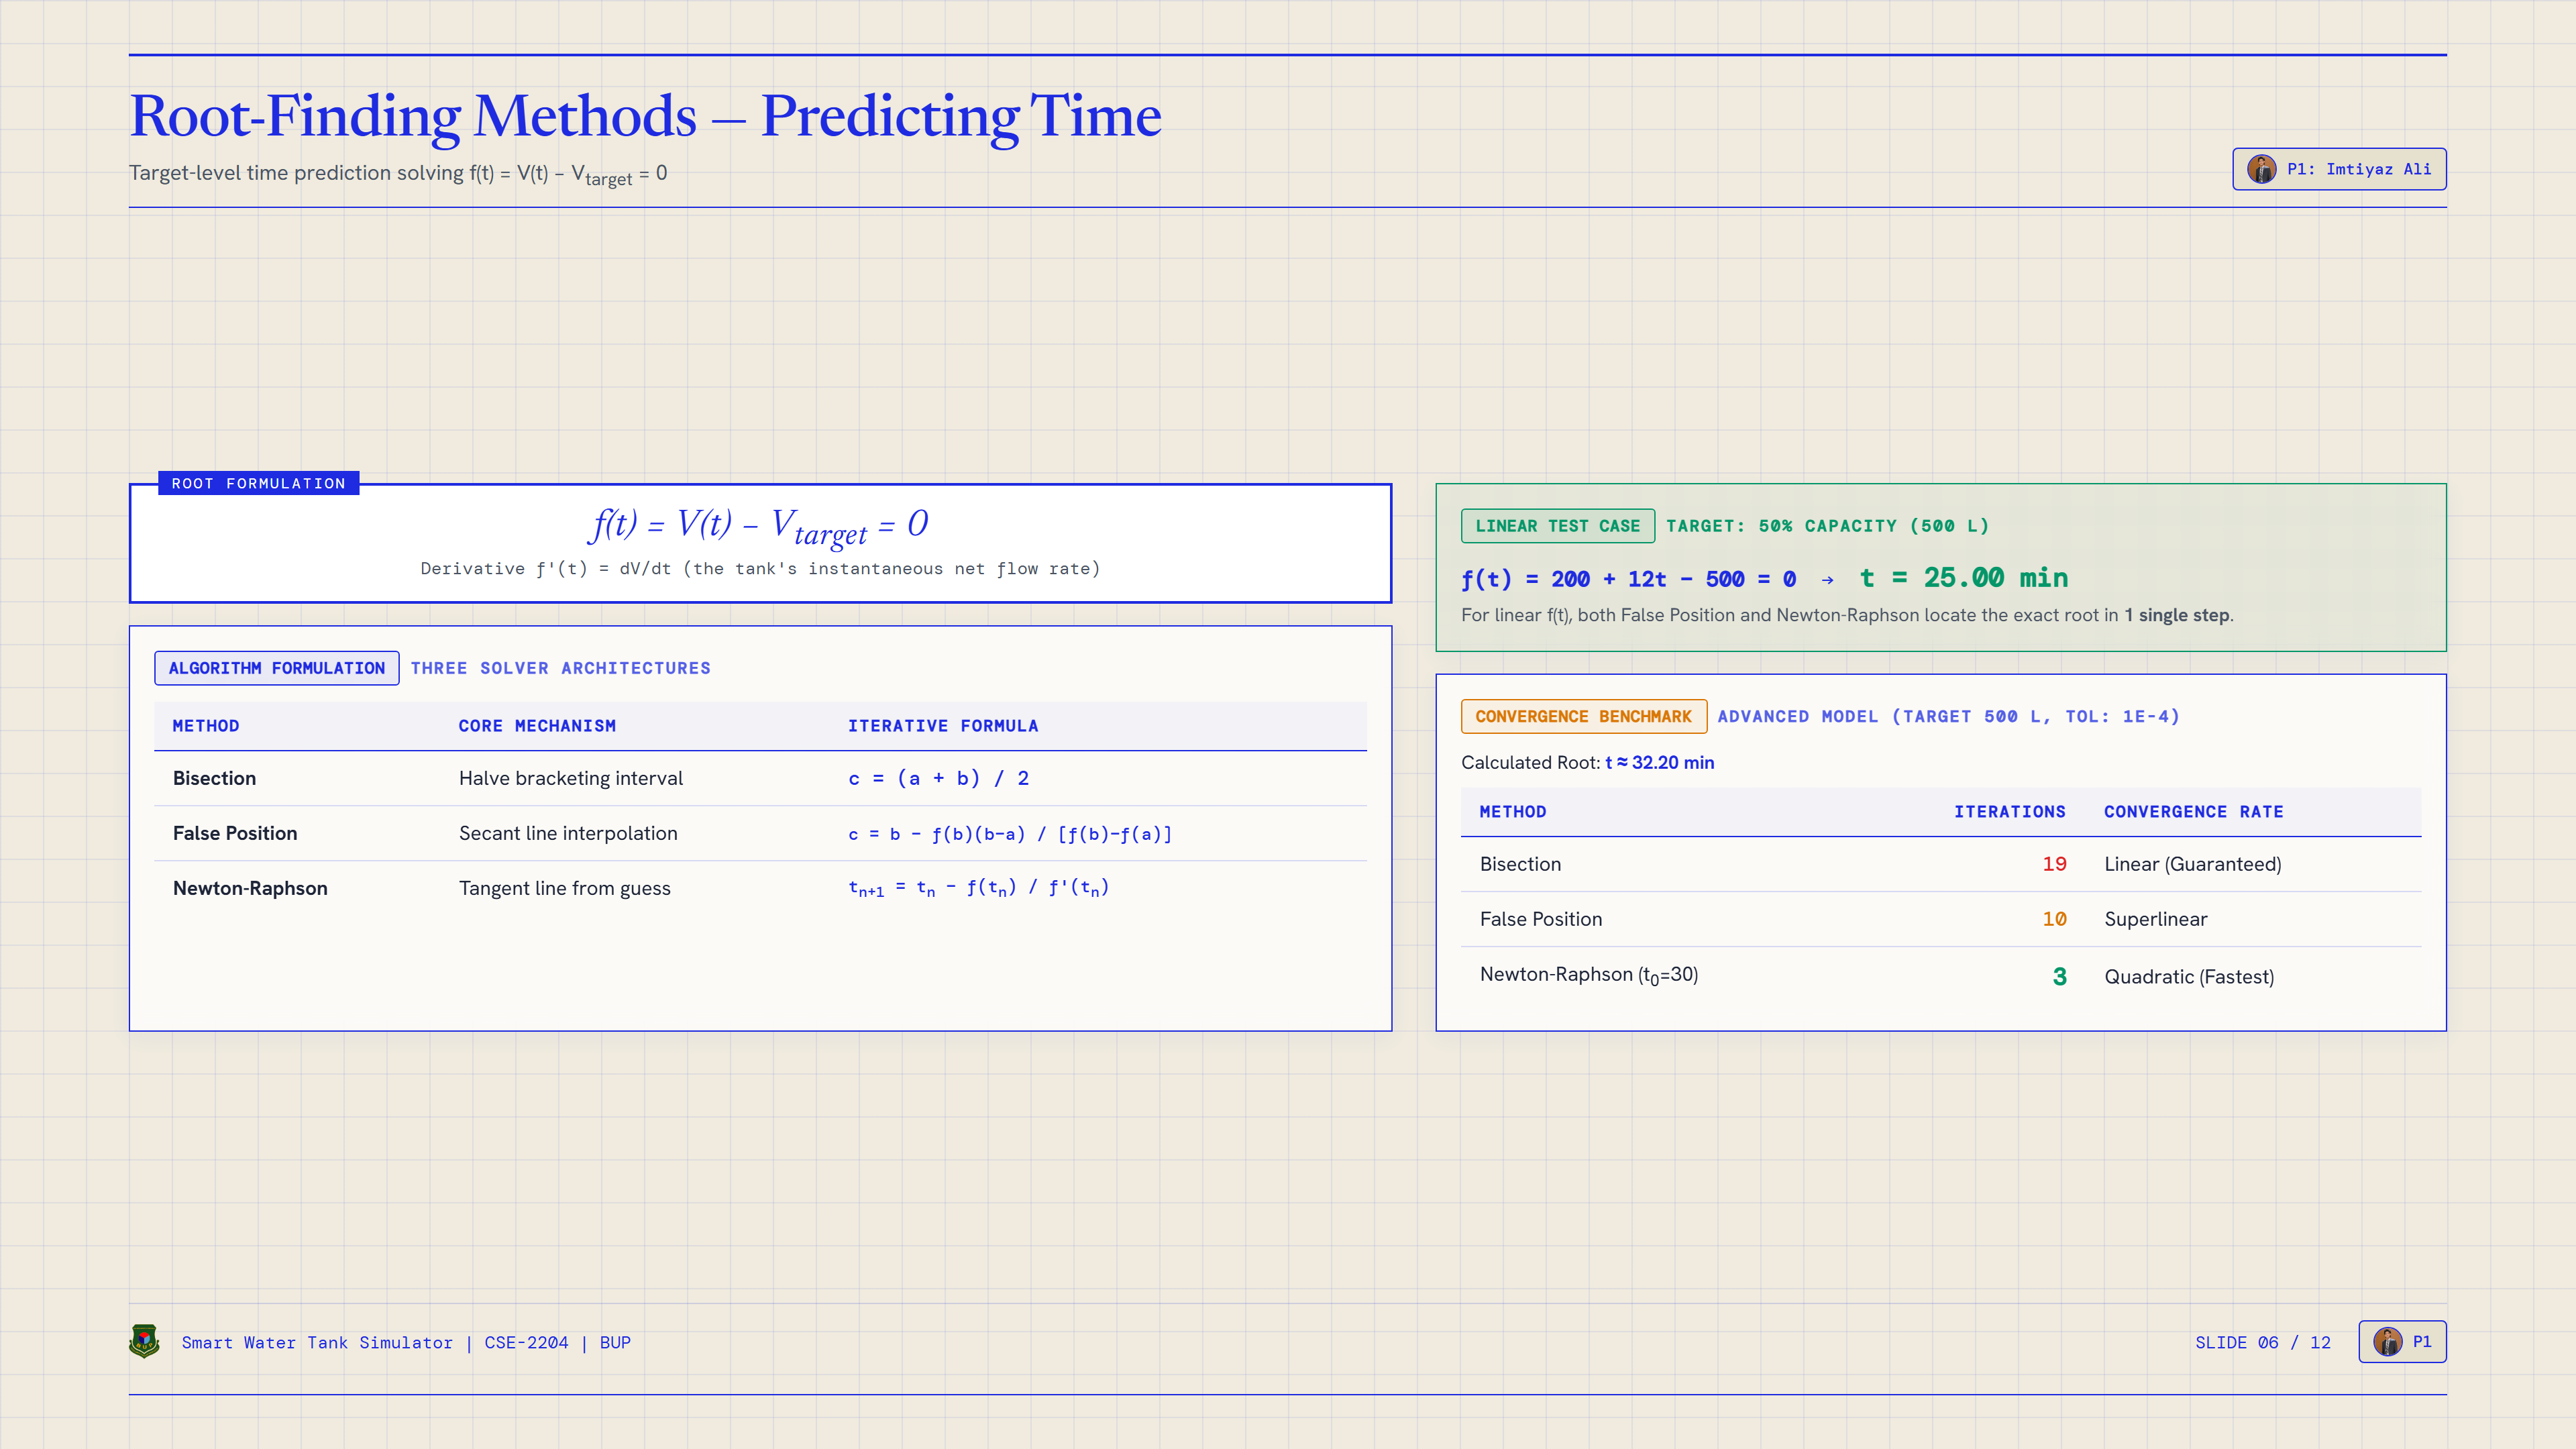 Root-Finding Methods — Predicting Time
Target-level time prediction solving f(t) = V(t) − Vtarget = 0
P1: Imtiyaz Ali
ROOT FORMULATION
f(t) = V(t) − Vtarget = 0
Derivative f'(t) = dV/dt (the tank's instantaneous net flow rate)
ALGORITHM FORMULATION THREE SOLVER ARCHITECTURES
METHOD CORE MECHANISM ITERATIVE FORMULA
Bisection Halve bracketing interval c = (a + b) / 2
False Position Secant line interpolation c = b − f(b)(b−a) / [f(b)−f(a)]
Newton-Raphson Tangent line from guess tn+1 = tn − f(tn) / f'(tn)
LINEAR TEST CASE TARGET: 50% CAPACITY (500 L)
f(t) = 200 + 12t − 500 = 0 → t = 25.00 min
For linear f(t), both False Position and Newton-Raphson locate the exact root in 1 single step.
CONVERGENCE BENCHMARK ADVANCED MODEL (TARGET 500 L, TOL: 1E-4)
Calculated Root: t ≈ 32.20 min
METHOD ITERATIONS CONVERGENCE RATE
Bisection 19 Linear (Guaranteed)
False Position 10 Superlinear
Newton-Raphson (t0=30) 3 Quadratic (Fastest)
BUP
Smart Water Tank Simulator | CSE-2204 | BUP
SLIDE 06 / 12
P1